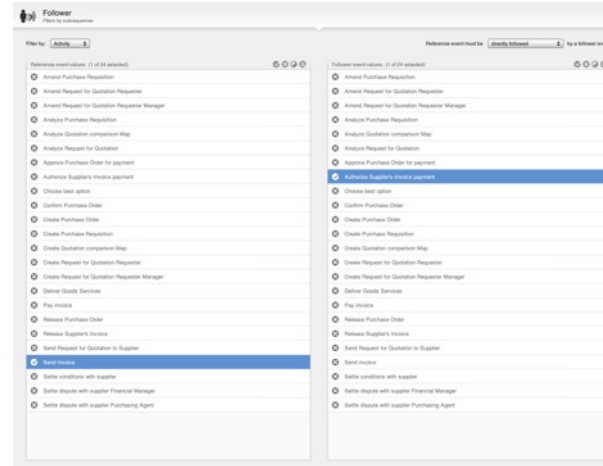 Follower
Filters by subsequences
Filter by: Activity
Reference event must be directly followed by a follower ev
Reference event values: (1 of 24 selected)
Amend Purchase Requisition
Amend Request for Quotation Requester
Amend Request for Quotation Requester Manager
Analyze Purchase Requisition
Analyze Quotation comparison Map
Analyze Request for Quotation
Approve Purchase Order for payment
Authorize Supplier's Invoice payment
Choose best option
Confirm Purchase Order
Create Purchase Order
Create Purchase Requisition
Create Quotation comparison Map
Create Request for Quotation Requester
Create Request for Quotation Requester Manager
Deliver Goods Services
Pay invoice
Release Purchase Order
Release Supplier's Invoice
Send Request for Quotation to Supplier
Send invoice
Settle conditions with supplier
Settle dispute with supplier Financial Manager
Settle dispute with supplier Purchasing Agent
Follower event values: (1 of 24 selected)
Amend Purchase Requisition
Amend Request for Quotation Requester
Amend Request for Quotation Requester Manager
Analyze Purchase Requisition
Analyze Quotation comparison Map
Analyze Request for Quotation
Approve Purchase Order for payment
Authorize Supplier's Invoice payment
Choose best option
Confirm Purchase Order
Create Purchase Order
Create Purchase Requisition
Create Quotation comparison Map
Create Request for Quotation Requester
Create Request for Quotation Requester Manager
Deliver Goods Services
Pay invoice
Release Purchase Order
Release Supplier's Invoice
Send Request for Quotation to Supplier
Send invoice
Settle conditions with supplier
Settle dispute with supplier Financial Manager
Settle dispute with supplier Purchasing Agent